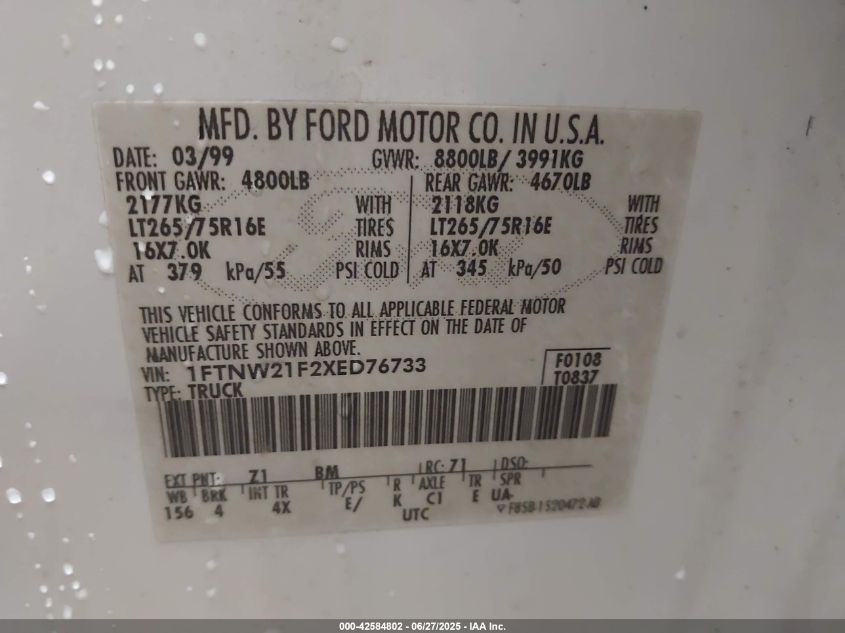 MFD. BY FORD MOTOR CO. IN U.S.A.
DATE: 03/99 GVWR: 8800LB/ 3991KG
FRONT GAWR: 4800LB REAR GAWR: 4670LB
2177KG WITH 2118KG WITH
LT265/75R16E TIRES LT265/75R16E TIRES
16X7.0K RIMS 16X7.0K RIMS
AT 379 kPa/55 PSI COLD AT 345 kPa/50 PSI COLD
THIS VEHICLE CONFORMS TO ALL APPLICABLE FEDERAL MOTOR
VEHICLE SAFETY STANDARDS IN EFFECT ON THE DATE OF
MANUFACTURE SHOWN ABOVE.
VIN: 1FTNW21F2XED76733 F0108
TYPE: TRUCK T0837
EXT PNT: Z1 BM RC: 71 DSO:
WB BRK INT TR TP/PS R AXLE TR SPR
156 4 4X E/ K C1 E UA-
UTC F85B-1520472-AB
000-42584802 - 06/27/2025 - IAA Inc.